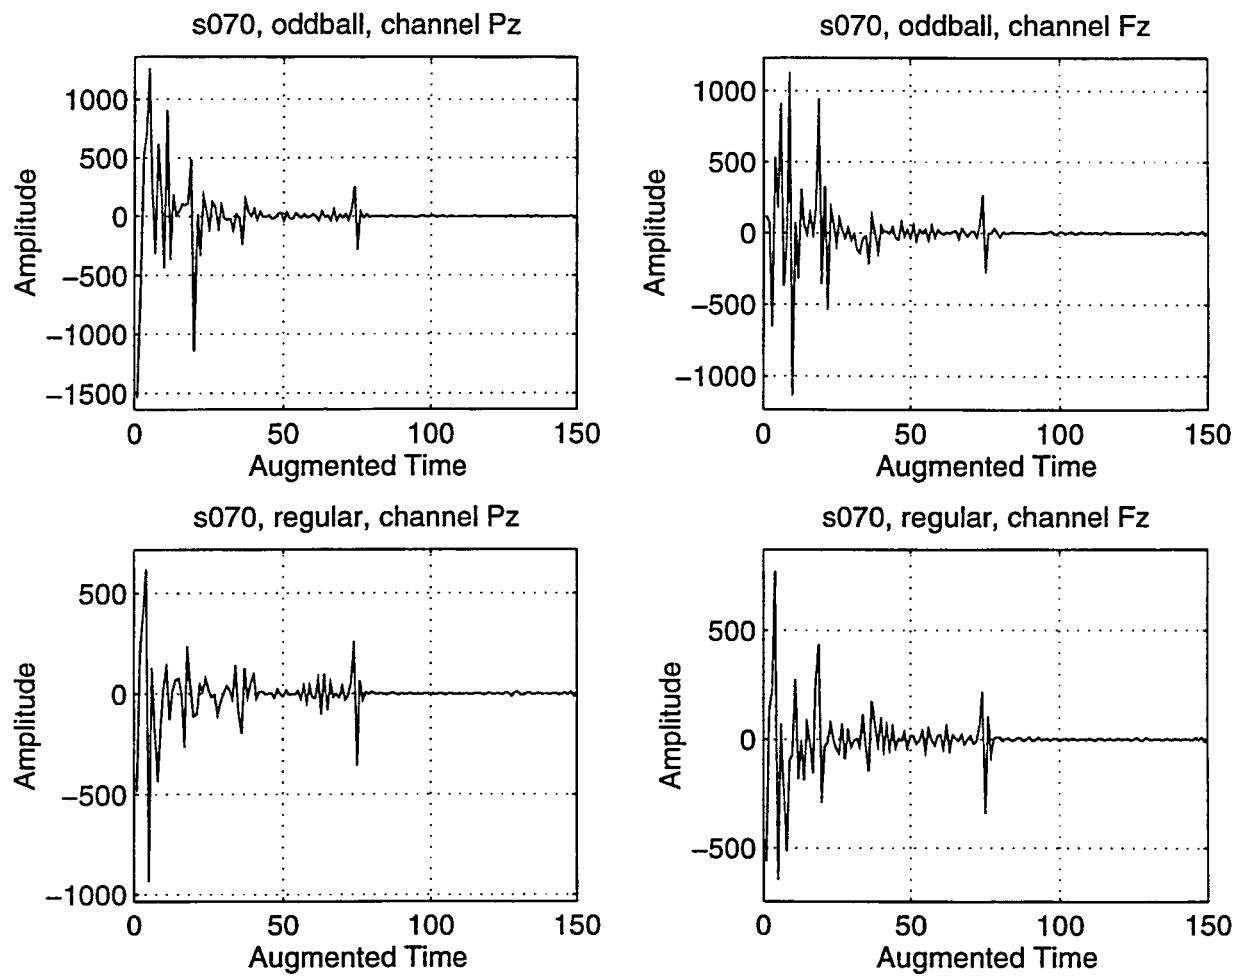 s070, oddball, channel Pz
1000
500
0
−500
−1000
−1500
Amplitude
0 50 100 150
Augmented Time
s070, oddball, channel Fz
1000
500
0
−500
−1000
Amplitude
0 50 100 150
Augmented Time
s070, regular, channel Pz
500
0
−500
−1000
Amplitude
0 50 100 150
Augmented Time
s070, regular, channel Fz
500
0
−500
Amplitude
0 50 100 150
Augmented Time